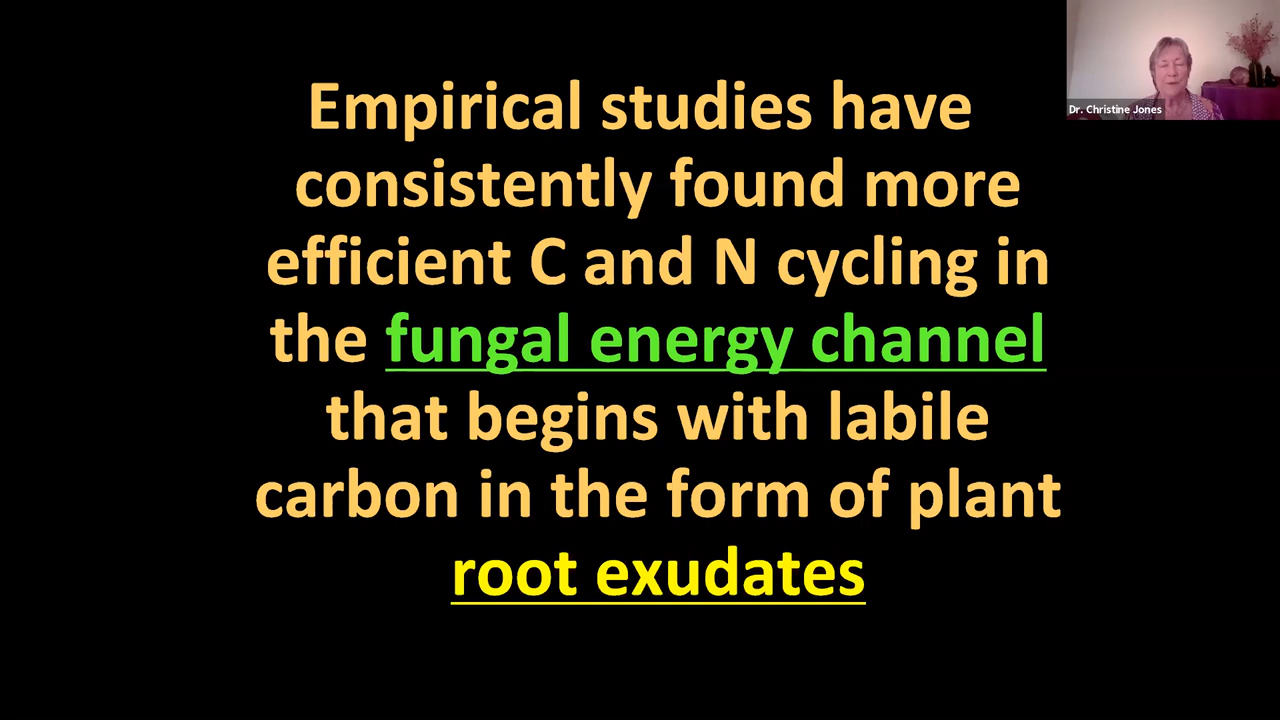 Empirical studies have
consistently found more
efficient C and N cycling in
the fungal energy channel
that begins with labile
carbon in the form of plant
root exudates
Dr. Christine Jones